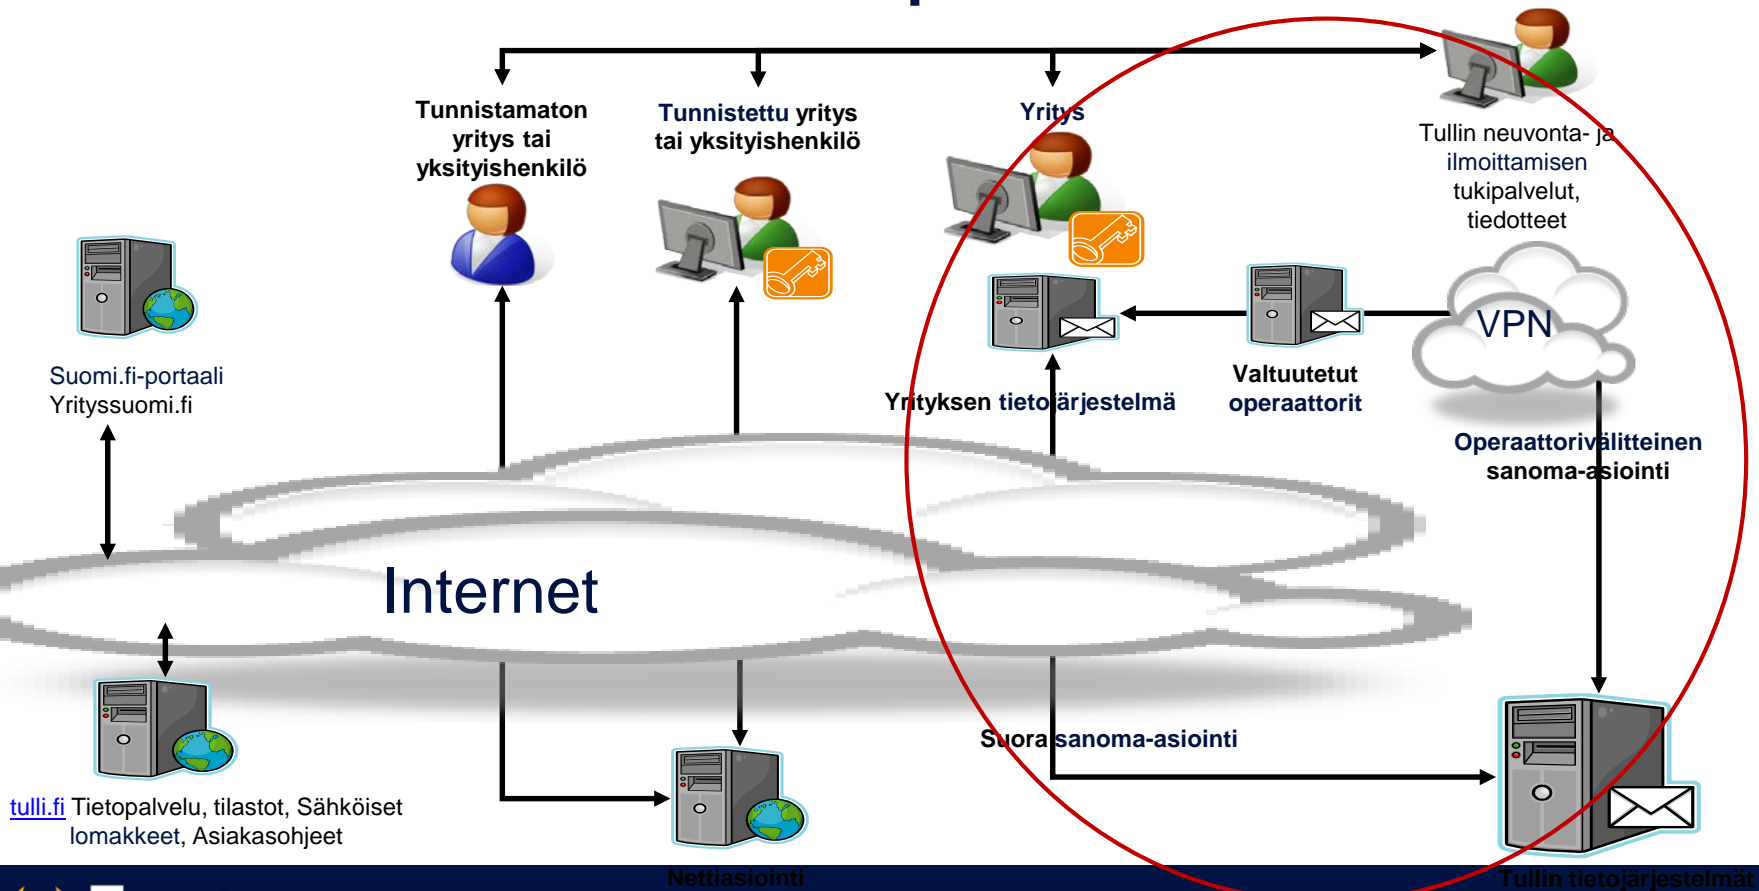 Tunnistamaton
yritys tai
yksityishenkilö
Tunnistettu yritys
tai yksityishenkilö
Yritys
Tullin neuvonta- ja
ilmoittamisen
tukipalvelut,
tiedotteet
VPN
Suomi.fi-portaali
Yrityssuomi.fi
Yrityksen tietojärjestelmä
Valtuutetut
operaattorit
Operaattorivälitteinen
sanoma-asiointi
Internet
Suora sanoma-asiointi
tulli.fi Tietopalvelu, tilastot, Sähköiset
lomakkeet, Asiakasohjeet
Nettiasiointi
Tullin tietojärjestelmät